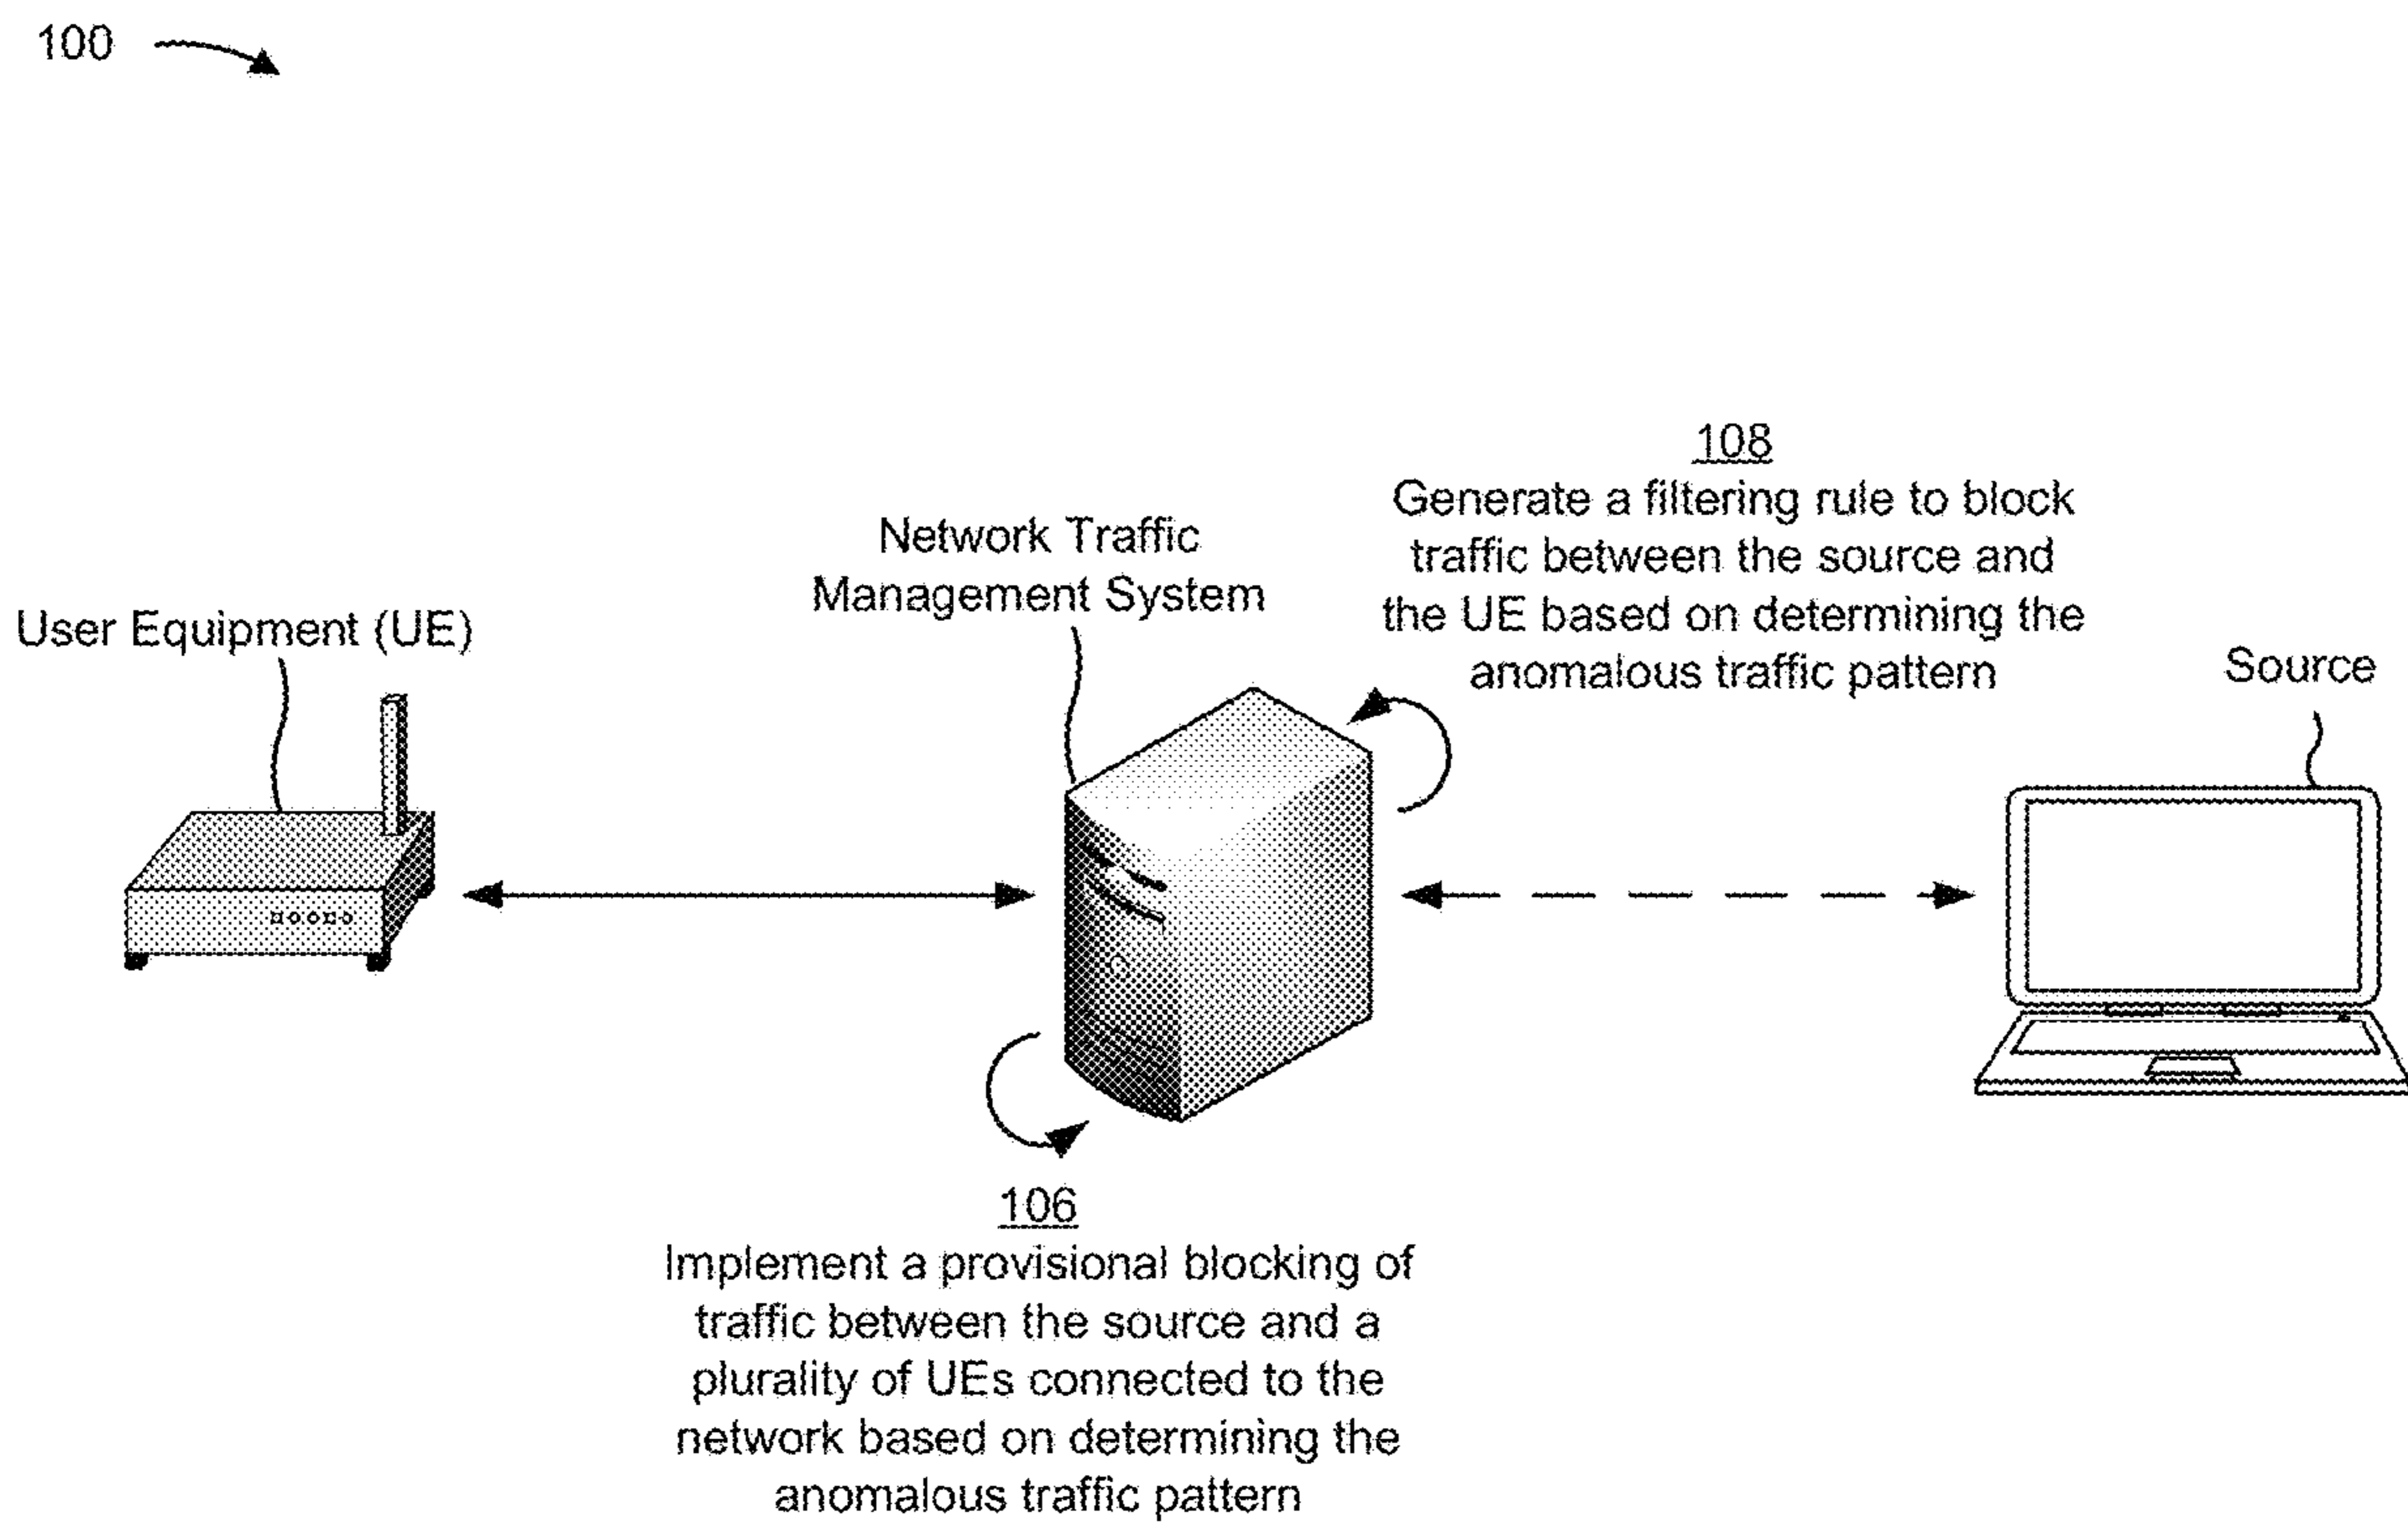 100
108
Generate a filtering rule to block
traffic between the source and
the UE based on determining the
anomalous traffic pattern
Network Traffic
Management System
User Equipment (UE)
Source
106
Implement a provisional blocking of
traffic between the source and a
plurality of UEs connected to the
network based on determining the
anomalous traffic pattern